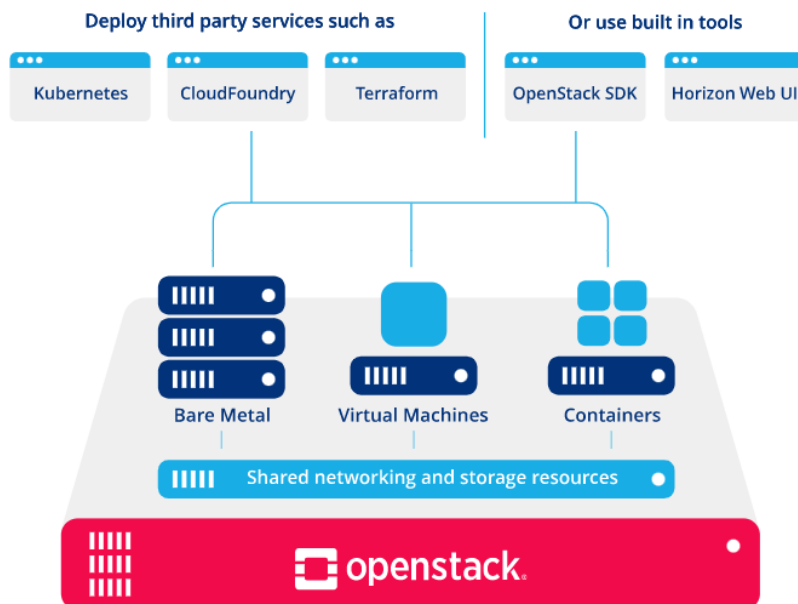 Deploy third party services such as
Or use built in tools
Kubernetes
CloudFoundry
Terraform
OpenStack SDK
Horizon Web UI
Bare Metal
Virtual Machines
Containers
Shared networking and storage resources
openstack.